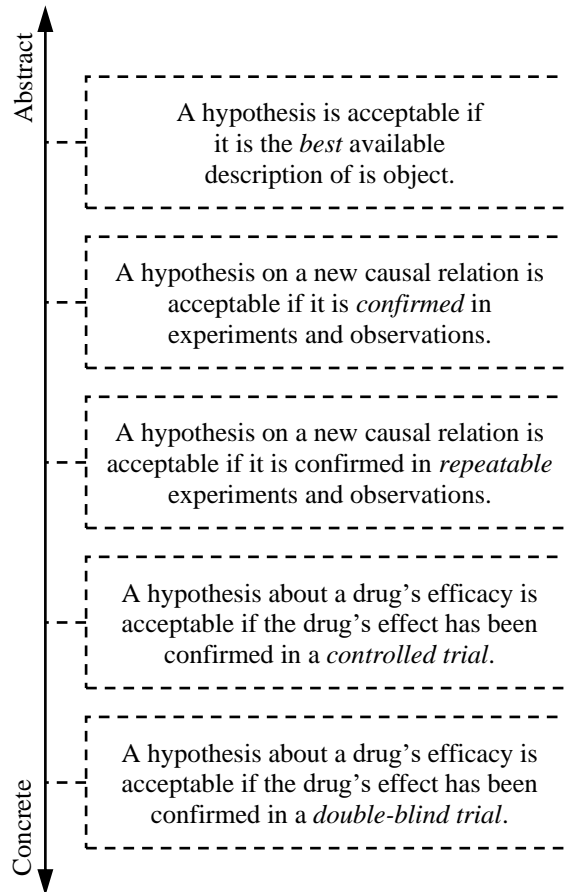 Abstract
A hypothesis is acceptable if
it is the best available
description of is object.
A hypothesis on a new causal relation is
acceptable if it is confirmed in
experiments and observations.
A hypothesis on a new causal relation is
acceptable if it is confirmed in repeatable
experiments and observations.
A hypothesis about a drug’s efficacy is
acceptable if the drug’s effect has been
confirmed in a controlled trial.
A hypothesis about a drug’s efficacy is
acceptable if the drug’s effect has been
confirmed in a double-blind trial.
Concrete